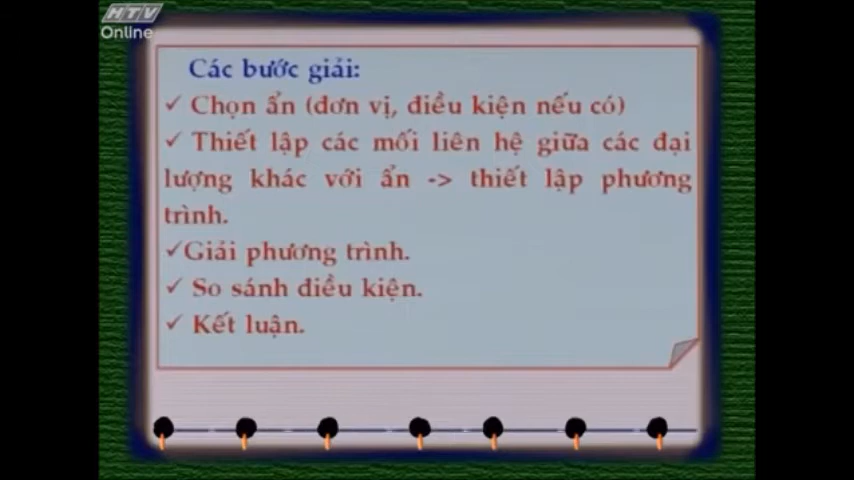 HTV
Online
Các bước giải:
✓ Chọn ẩn (đơn vị, điều kiện nếu có)
✓ Thiết lập các mối liên hệ giữa các đại
lượng khác với ẩn -> thiết lập phương
trình.
✓Giải phương trình.
✓ So sánh điều kiện.
✓ Kết luận.